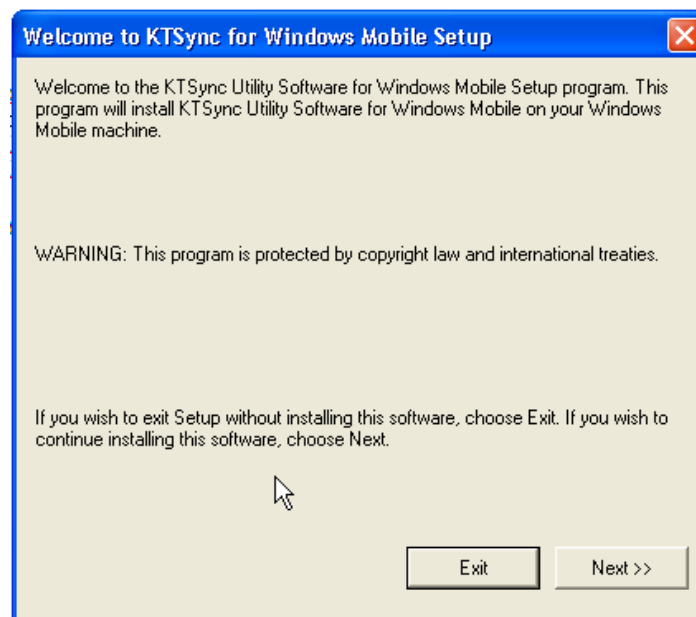 Welcome to KTSync for Windows Mobile Setup
Welcome to the KTSync Utility Software for Windows Mobile Setup program. This
program will install KTSync Utility Software for Windows Mobile on your Windows
Mobile machine.
WARNING: This program is protected by copyright law and international treaties.
If you wish to exit Setup without installing this software, choose Exit. If you wish to
continue installing this software, choose Next.
Exit
Next >>